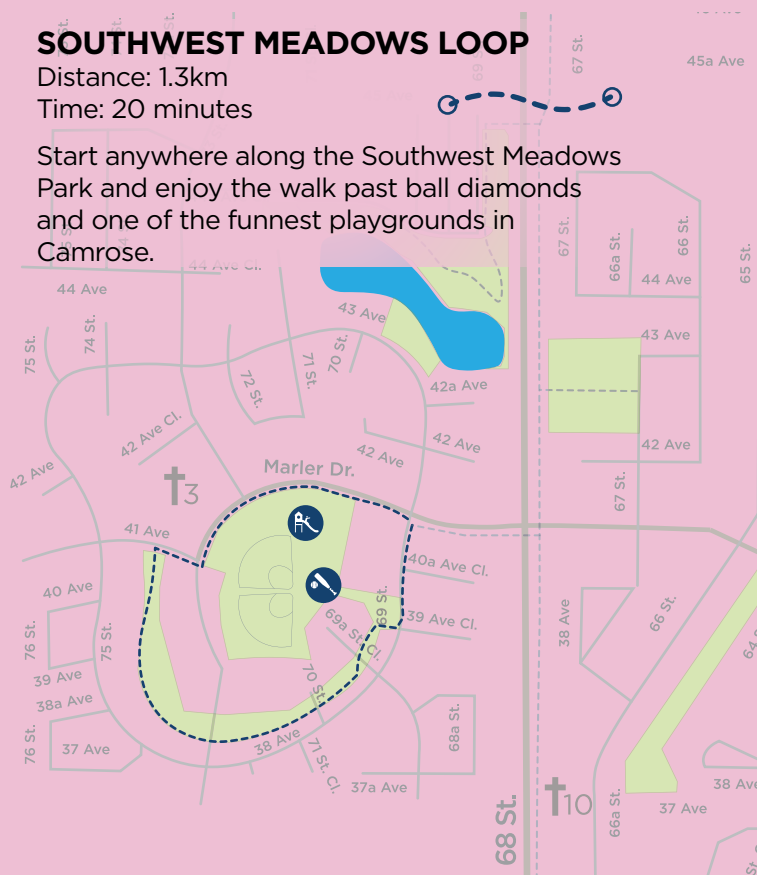 SOUTHWEST MEADOWS LOOP
Distance: 1.3km
Time: 20 minutes
Start anywhere along the Southwest Meadows
Park and enjoy the walk past ball diamonds
and one of the funnest playgrounds in
Camrose.
69 St.
67 St.
45a Ave
67 St.
66a St.
66 St.
65 St.
44 Ave Cl.
44 Ave
44 Ave
43 Ave
43 Ave
75 St.
74 St.
72 St.
71 St.
70 St.
42a Ave
42 Ave Cl.
42 Ave
42 Ave
42 Ave
42 Ave
Marler Dr.
3
67 St.
41 Ave
40a Ave Cl.
40 Ave
76 St.
75 St.
69 St.
69a St. Cl.
39 Ave Cl.
38 Ave
66 St.
39 Ave
38a Ave
70 St.
76 St.
37 Ave
38 Ave
71 St. Cl.
68a St.
37a Ave
68 St.
10
66a St.
37 Ave
38 Ave